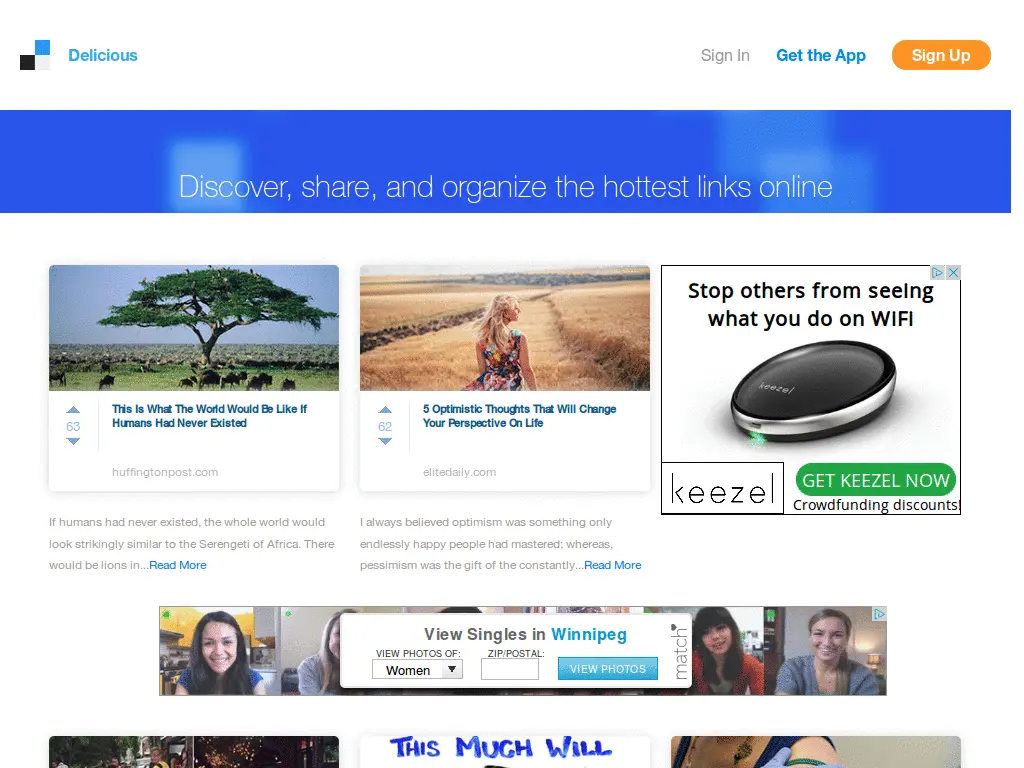 Delicious
Sign In
Get the App
Sign Up
Discover, share, and organize the hottest links online
63
This Is What The World Would Be Like If
Humans Had Never Existed
huffingtonpost.com
If humans had never existed, the whole world would
look strikingly similar to the Serengeti of Africa. There
would be lions in...Read More
62
5 Optimistic Thoughts That Will Change
Your Perspective On Life
elitedaily.com
I always believed optimism was something only
endlessly happy people had mastered; whereas,
pessimism was the gift of the constantly...Read More
Stop others from seeing
what you do on WIFI
keezel
keezel
GET KEEZEL NOW
Crowdfunding discounts!
View Singles in Winnipeg
VIEW PHOTOS OF:
ZIP/POSTAL:
Women
VIEW PHOTOS
match
THIS MUCH WILL